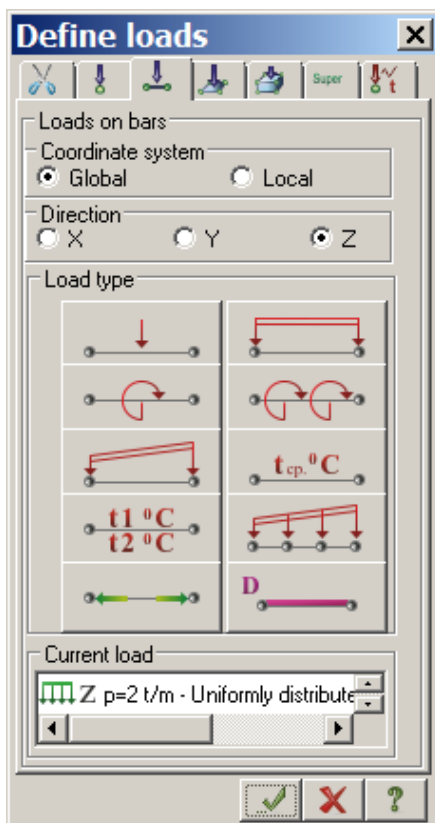 Define loads
Super
t
Loads on bars
Coordinate system
Global Local
Direction
X Y Z
Load type
t cp. ⁰C
t1 ⁰C
t2 ⁰C
D
Current load
Z p=2 t/m - Uniformly distribute
?